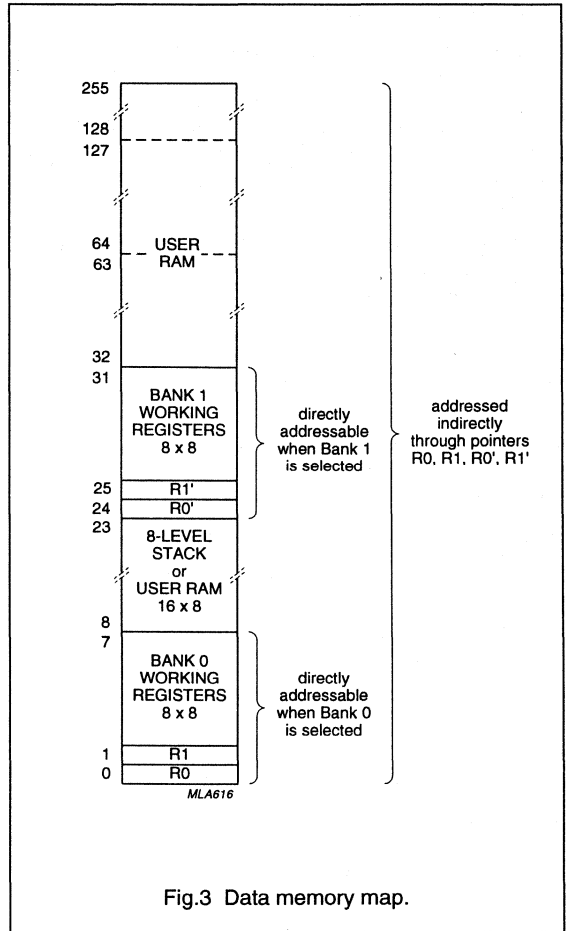 255
128
127
64
63
USER
RAM
32
31
BANK 1
WORKING
REGISTERS
8 x 8
directly
addressable
when Bank 1
is selected
addressed
indirectly
through pointers
R0, R1, R0', R1'
25
R1'
24
R0'
23
8-LEVEL
STACK
or
USER RAM
16 x 8
8
7
BANK 0
WORKING
REGISTERS
8 x 8
directly
addressable
when Bank 0
is selected
1
R1
0
R0
MLA616
Fig.3 Data memory map.